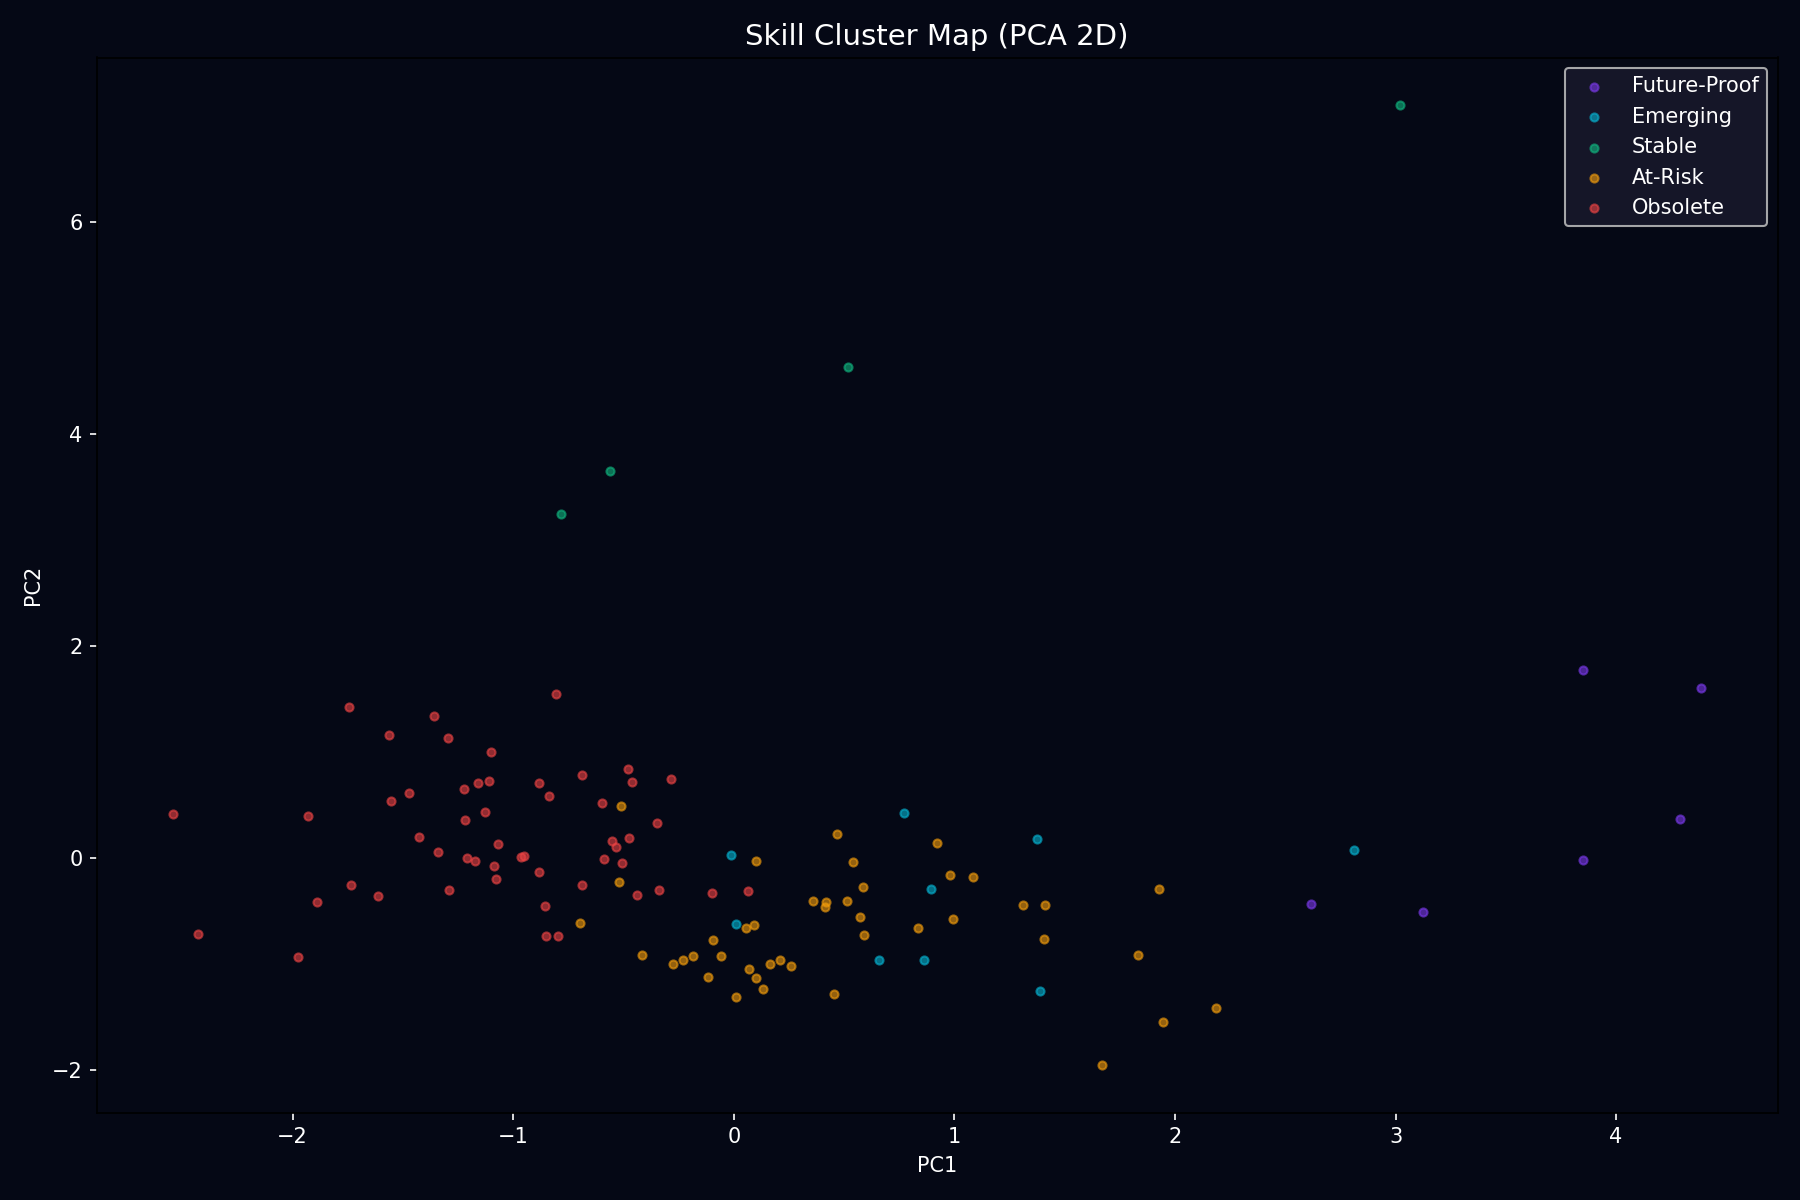 Skill Cluster Map (PCA 2D)
Future-Proof
Emerging
Stable
At-Risk
Obsolete
PC2
6
4
2
0
−2
−2
−1
0
1
2
3
4
PC1